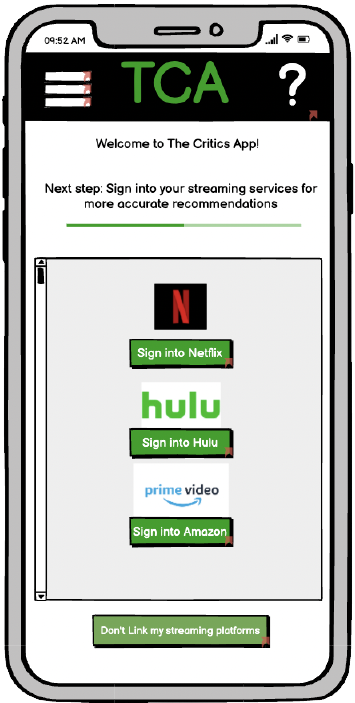 09:52 AM
TCA
?
Welcome to The Critics App!
Next step: Sign into your streaming services for
more accurate recommendations
N
Sign into Netflix
hulu
Sign into Hulu
prime video
Sign into Amazon
Don't Link my streaming platforms